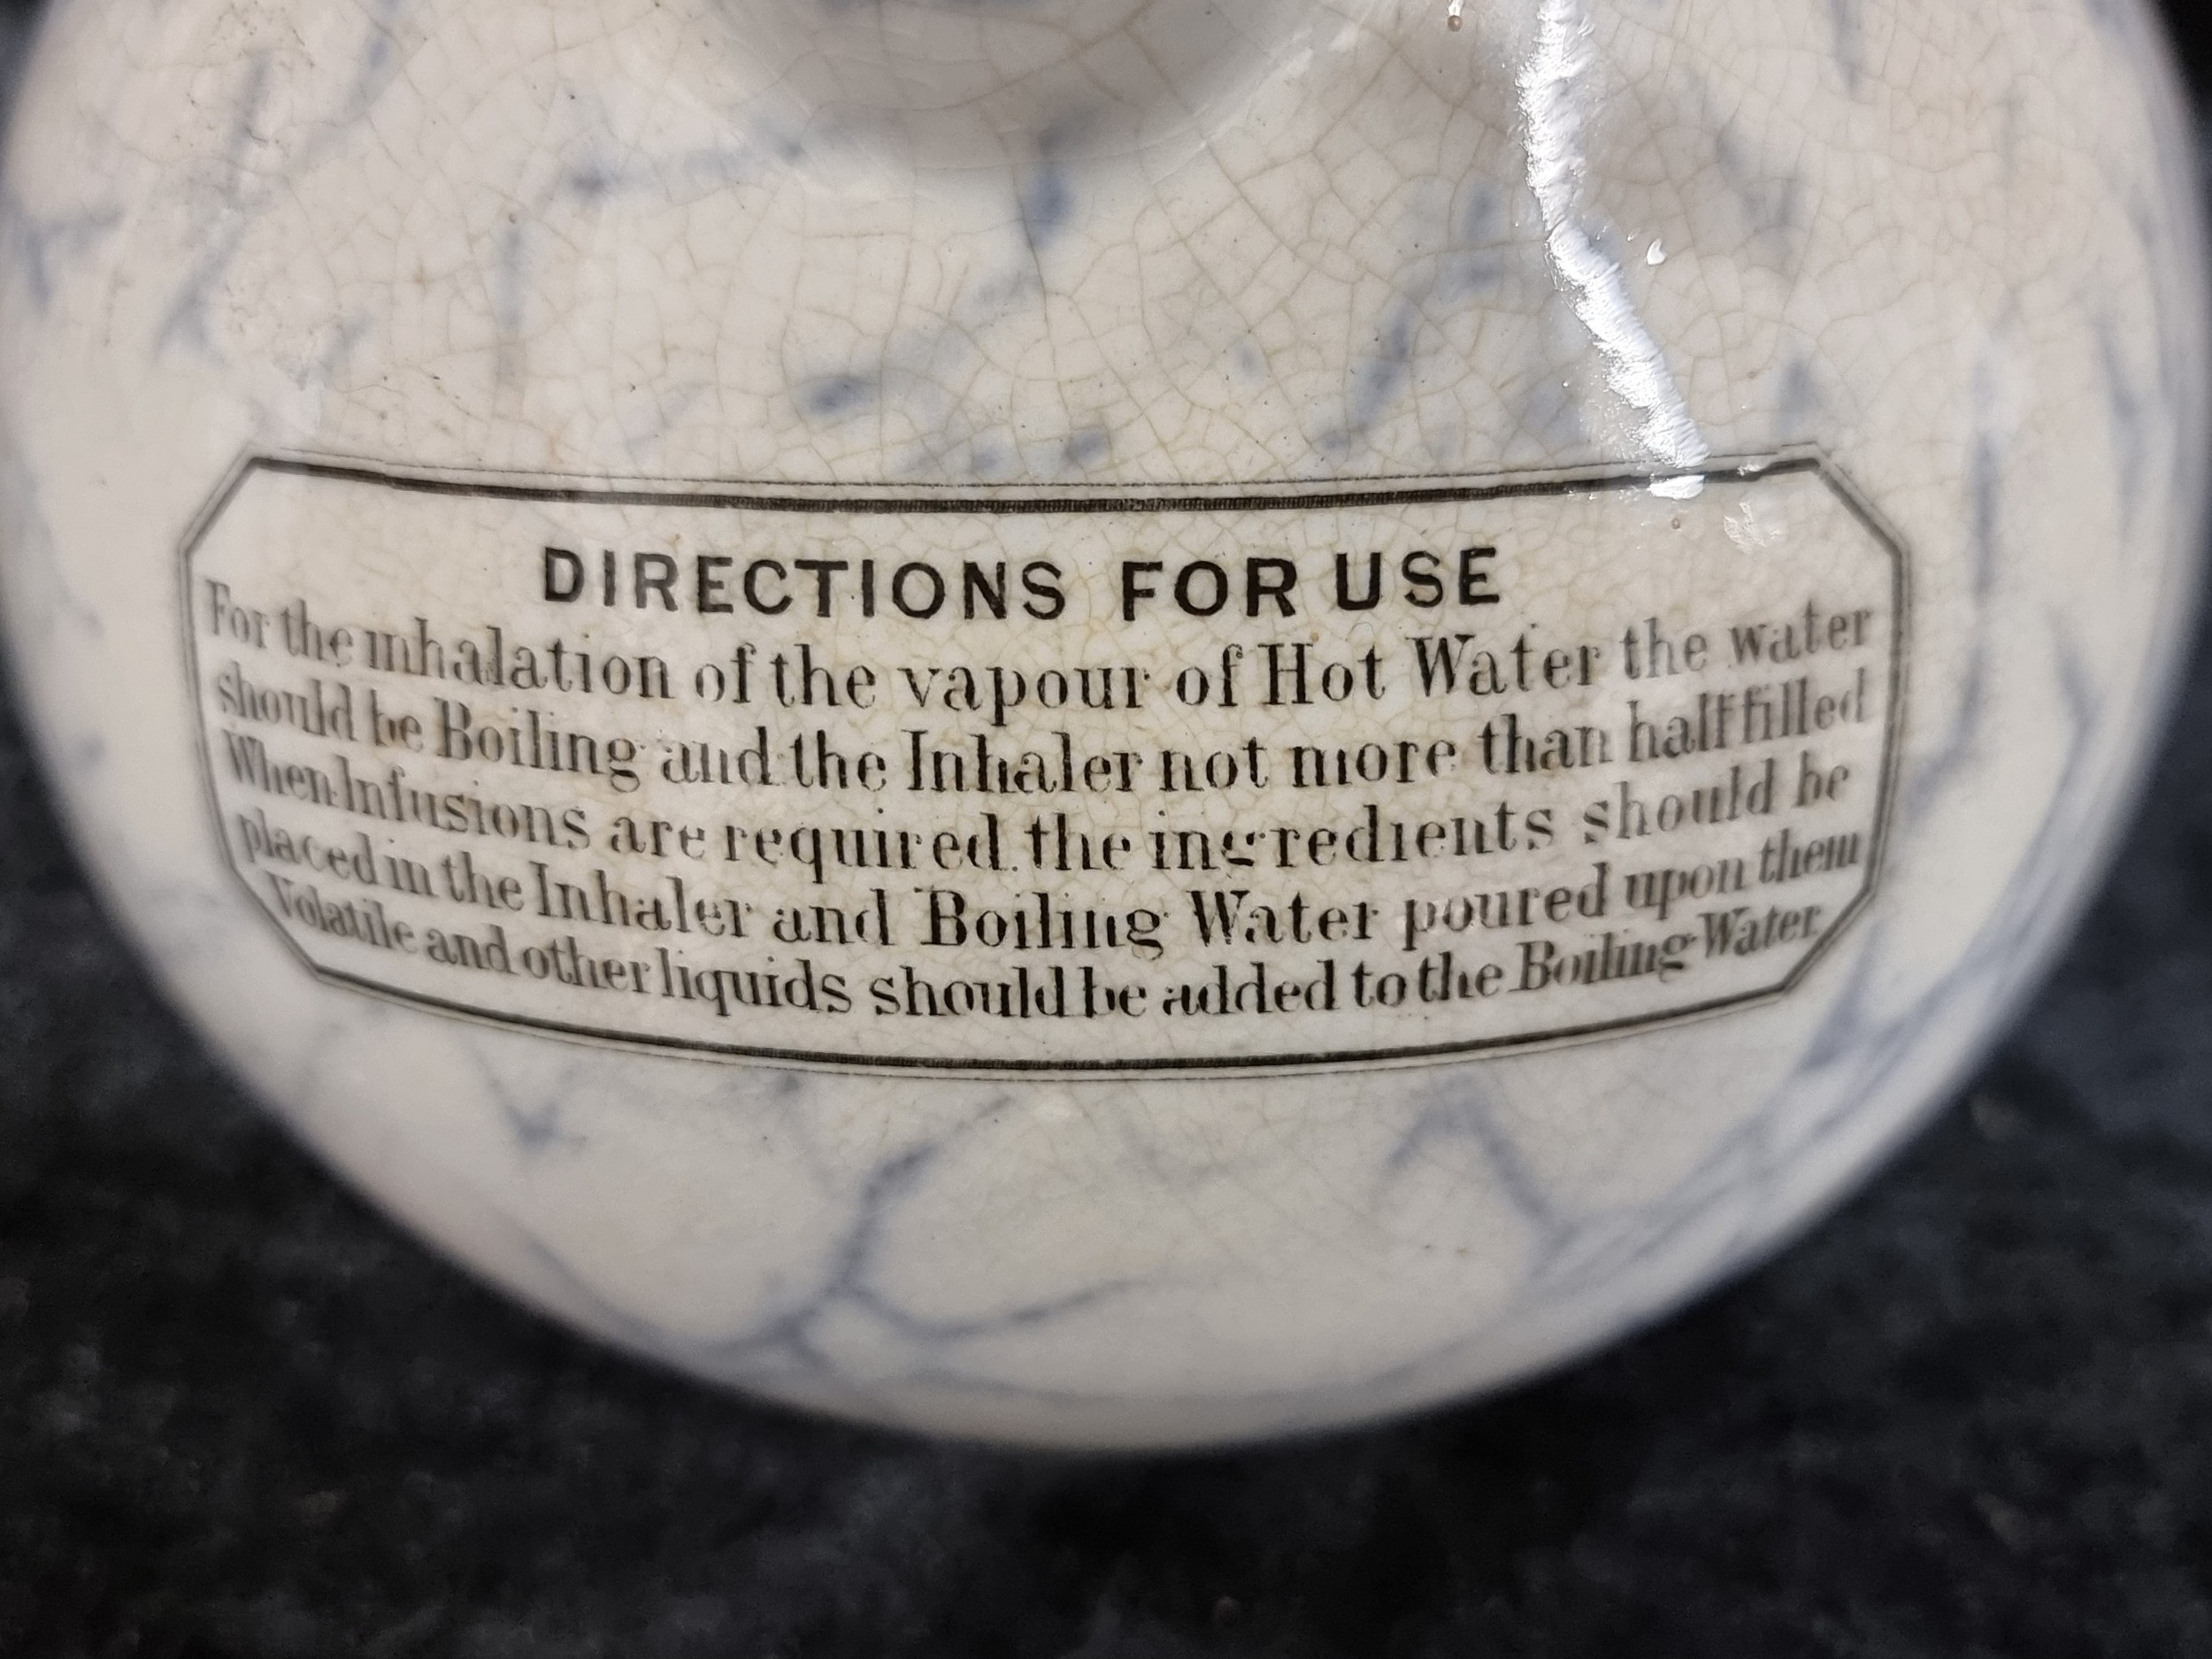 DIRECTIONS FOR USE
For the inhalation of the vapour of Hot Water the water
should be Boiling and the Inhaler not more than half filled
When Infusions are required the ingredients should be
placed in the Inhaler and Boiling Water poured upon them
Volatile and other liquids should be added to the Boiling Water